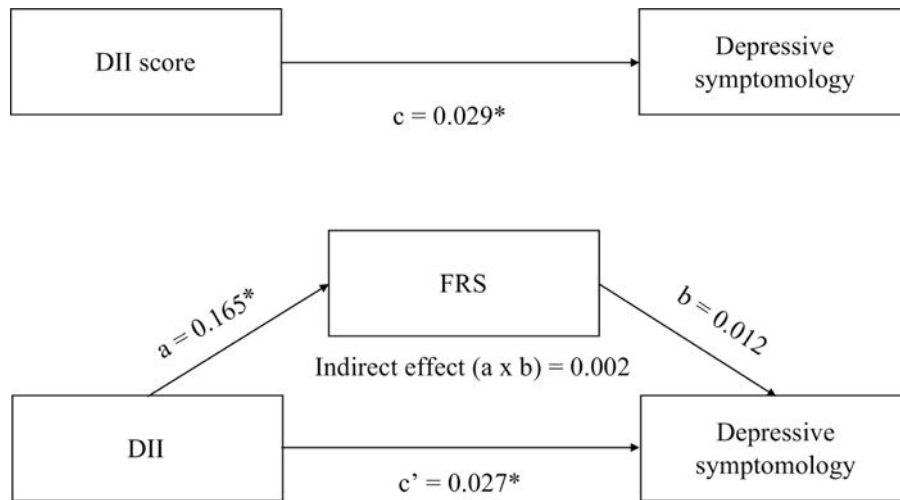 DII score
Depressive
symptomology
c = 0.029*
FRS
a = 0.165*
b = 0.012
Indirect effect (a x b) = 0.002
DII
Depressive
symptomology
c’ = 0.027*